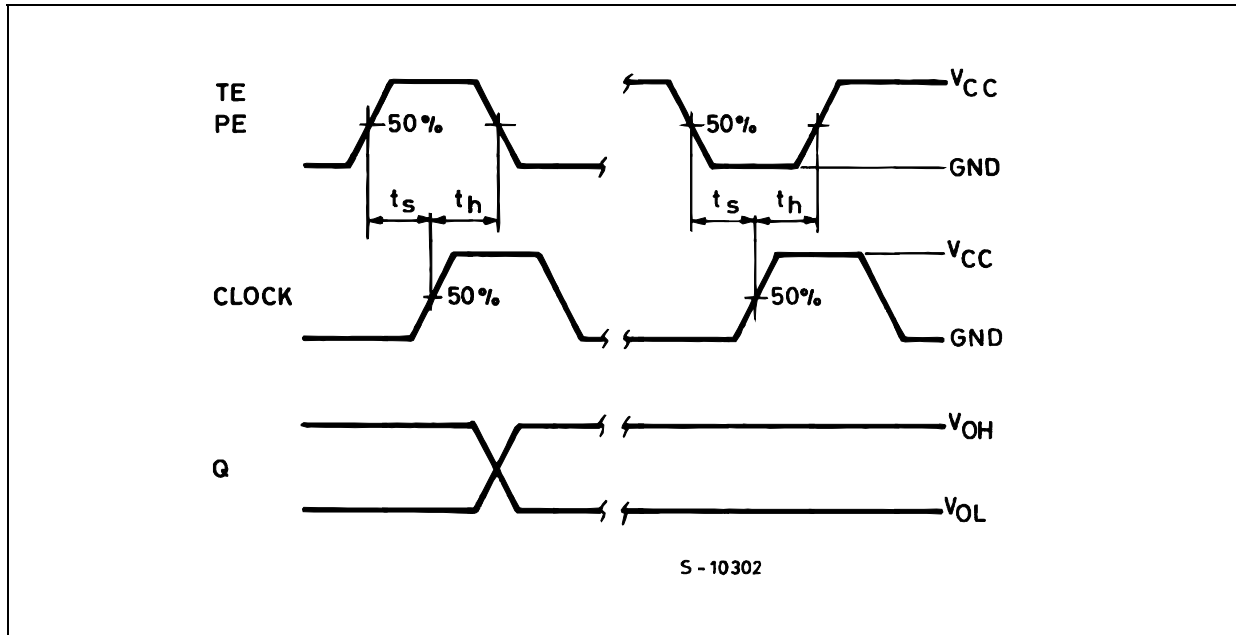 TE
PE
50%
50%
VCC
GND
ts
th
ts
th
CLOCK
50%
50%
VCC
GND
Q
VOH
VOL
S-10302